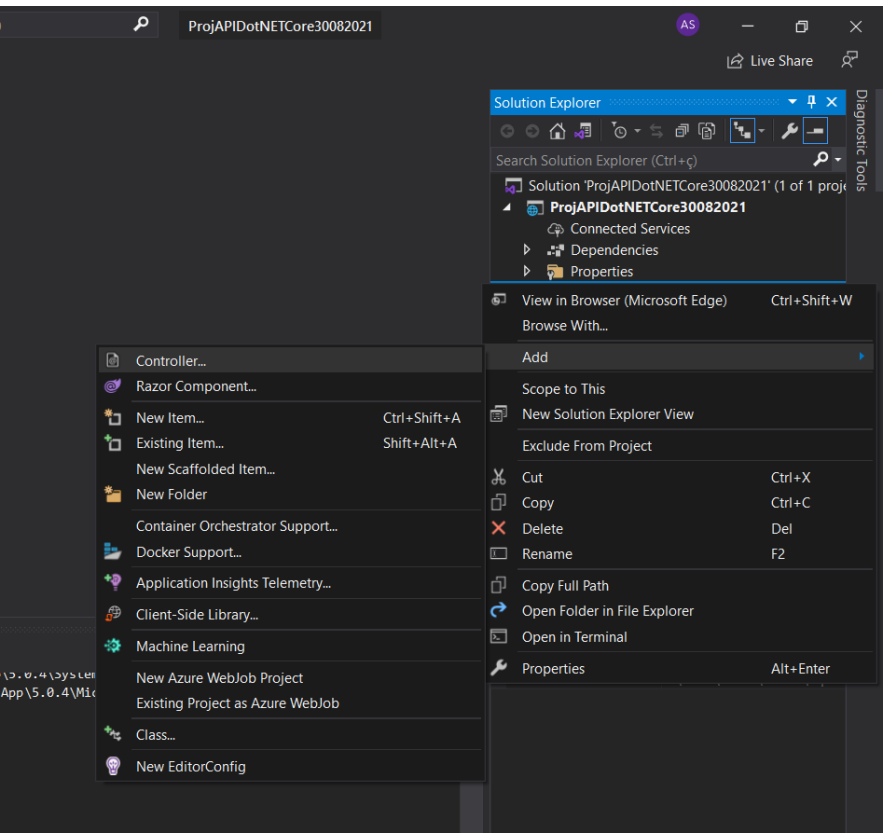 ProjAPIDotNETCore30082021
AS
Live Share
Solution Explorer
Diagnostic Tools
Search Solution Explorer (Ctrl+ç)
Solution 'ProjAPIDotNETCore30082021' (1 of 1 proje
ProjAPIDotNETCore30082021
Connected Services
Dependencies
Properties
View in Browser (Microsoft Edge) Ctrl+Shift+W
Browse With...
Add
Scope to This
New Solution Explorer View
Exclude From Project
Cut Ctrl+X
Copy Ctrl+C
Delete Del
Rename F2
Copy Full Path
Open Folder in File Explorer
Open in Terminal
Properties Alt+Enter
Controller...
Razor Component...
New Item... Ctrl+Shift+A
Existing Item... Shift+Alt+A
New Scaffolded Item...
New Folder
Container Orchestrator Support...
Docker Support...
Application Insights Telemetry...
Client-Side Library...
Machine Learning
New Azure WebJob Project
Existing Project as Azure WebJob
Class...
New EditorConfig
\5.0.4\System
App\5.0.4\Mic